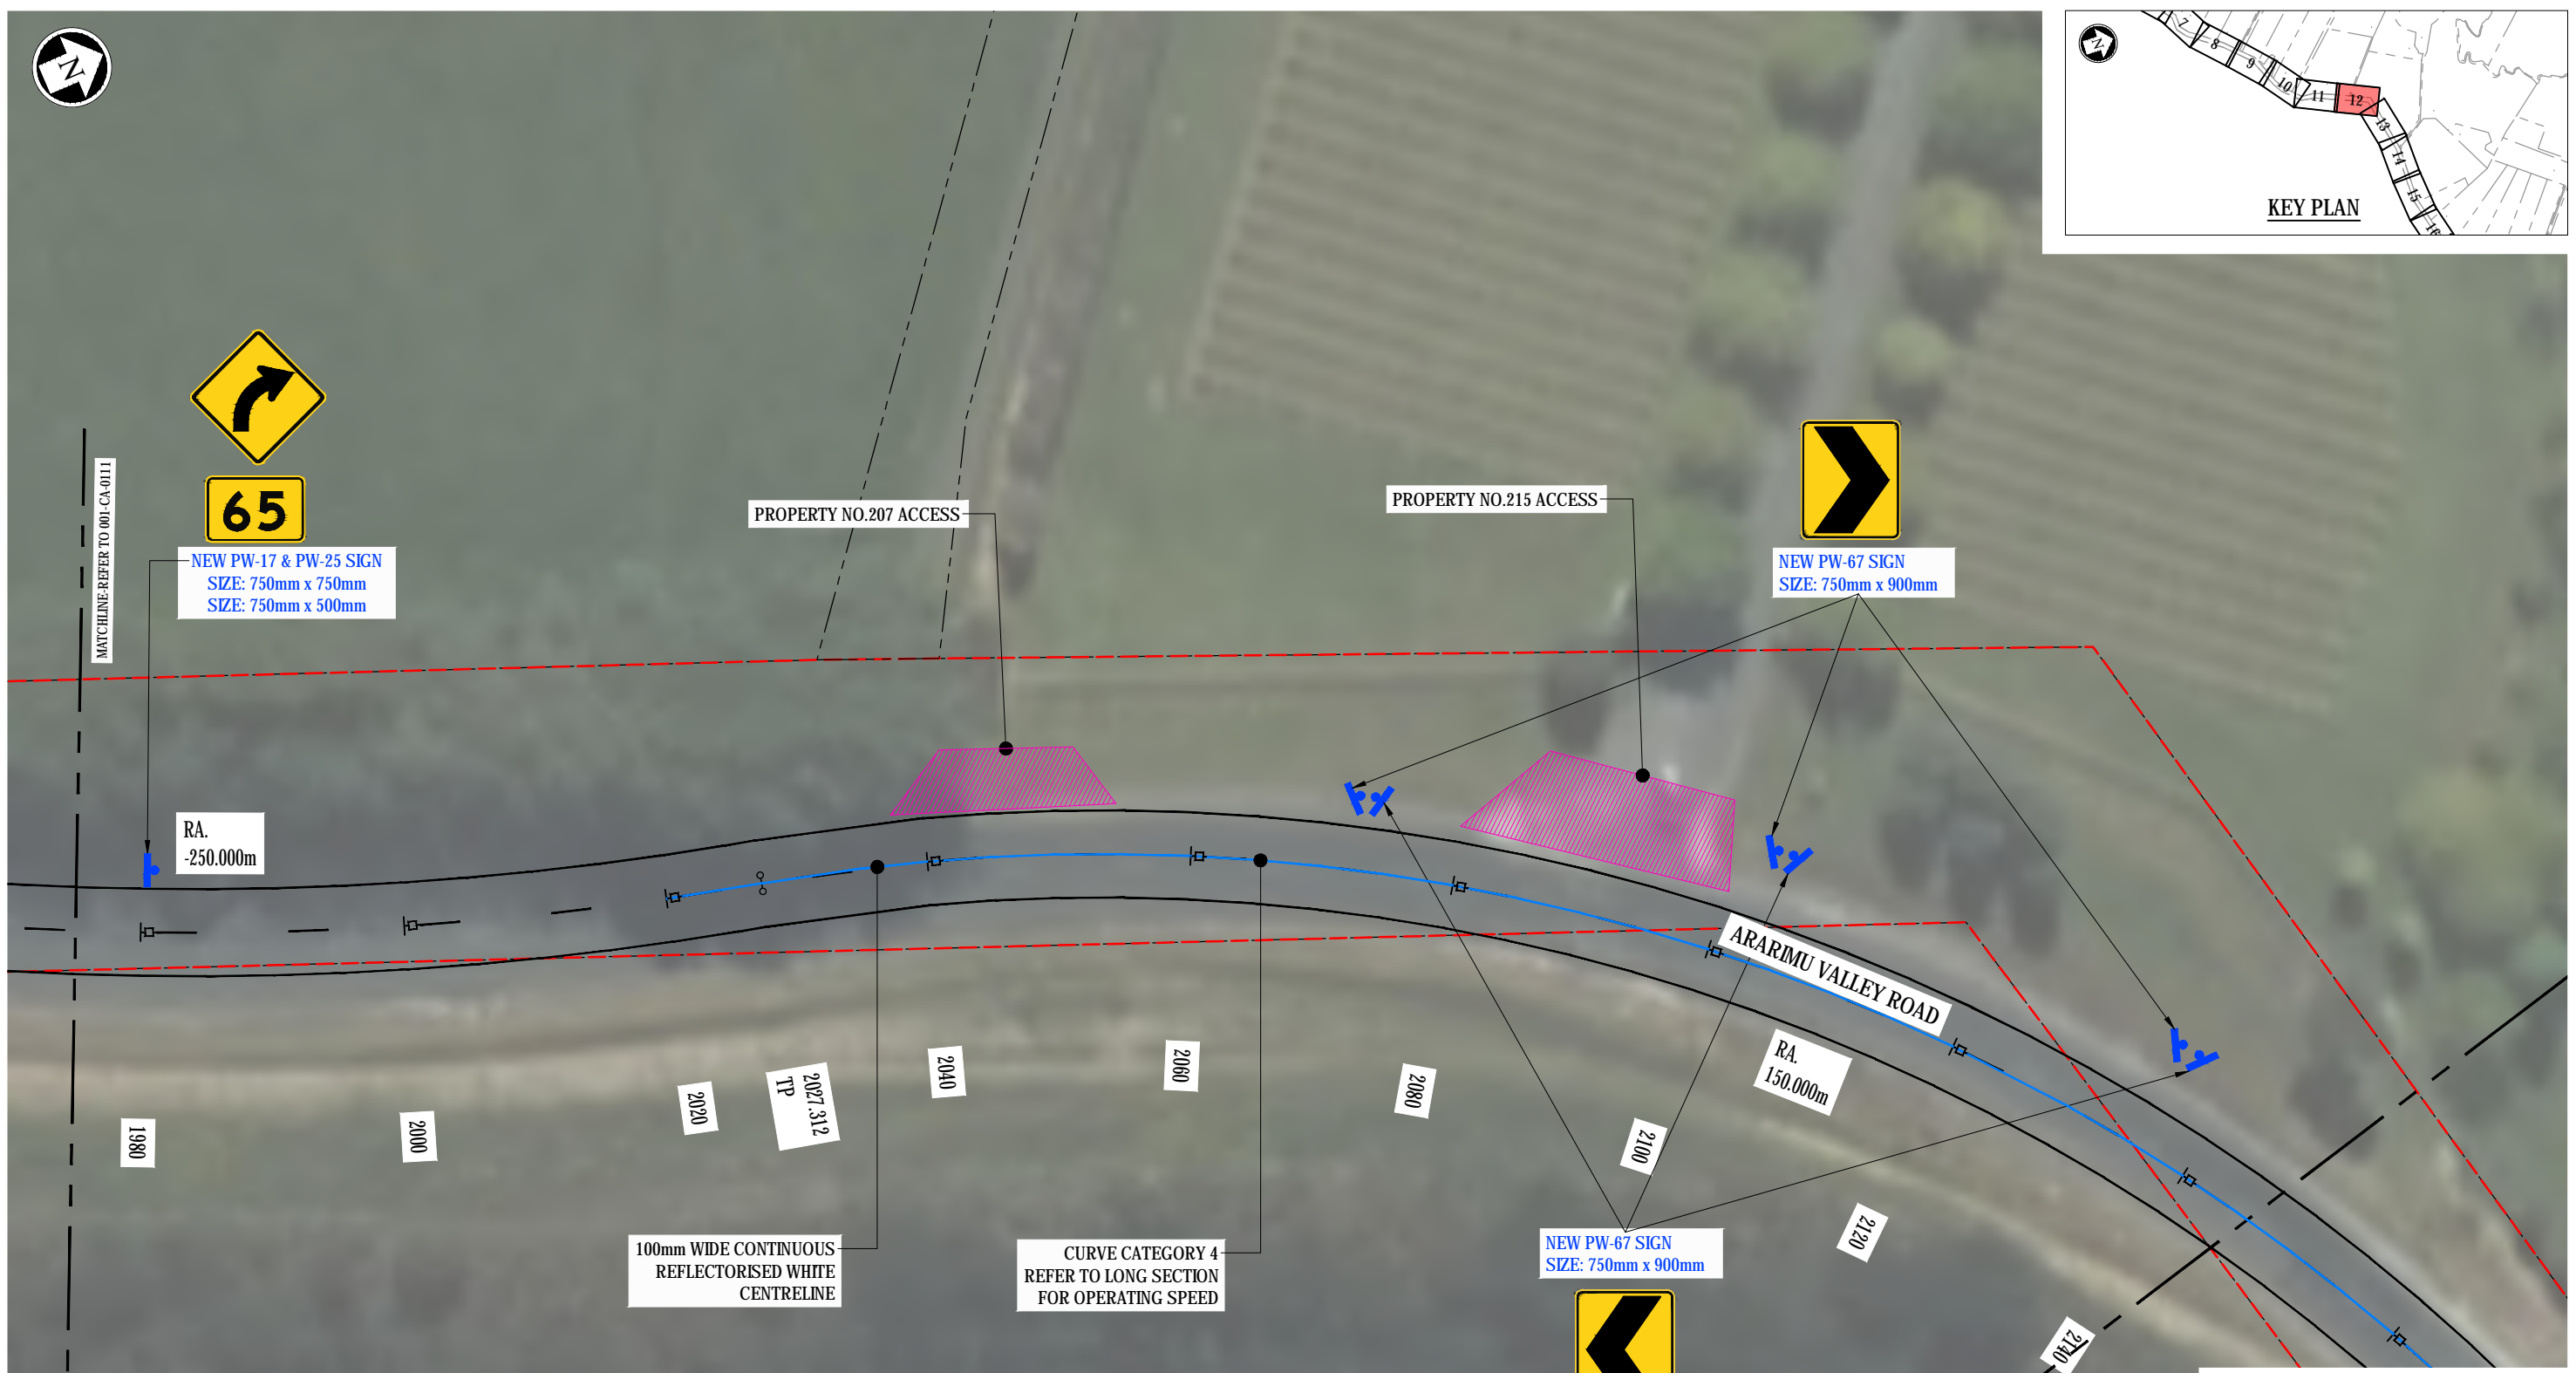 N
N
7
8
9
10
11
12
13
14
15
16
KEY PLAN
65
NEW PW-17 & PW-25 SIGN
SIZE: 750mm x 750mm
SIZE: 750mm x 500mm
MATCHLINE-REFER TO 001-CA-0111
PROPERTY NO.207 ACCESS
PROPERTY NO.215 ACCESS
NEW PW-67 SIGN
SIZE: 750mm x 900mm
RA.
-250.000m
ARARIMU VALLEY ROAD
RA.
150.000m
1980
2000
2020
2027.312
TP
2040
2060
2080
2100
2120
2140
100mm WIDE CONTINUOUS
REFLECTORISED WHITE
CENTRELINE
CURVE CATEGORY 4
REFER TO LONG SECTION
FOR OPERATING SPEED
NEW PW-67 SIGN
SIZE: 750mm x 900mm